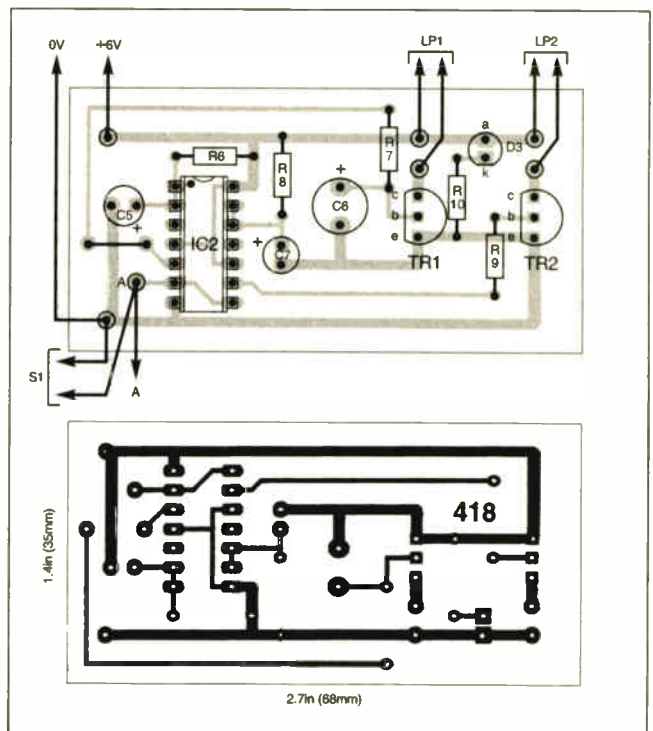 0V
+6V
LP1
LP2
a
D3
k
R6
R
7
R
8
R
10
R
9
C5
+
IC2
+
C6
+
C7
c
b
e
TR1
c
b
e
TR2
A
S1
A
418
1.4in (35mm)
2.7in (68mm)